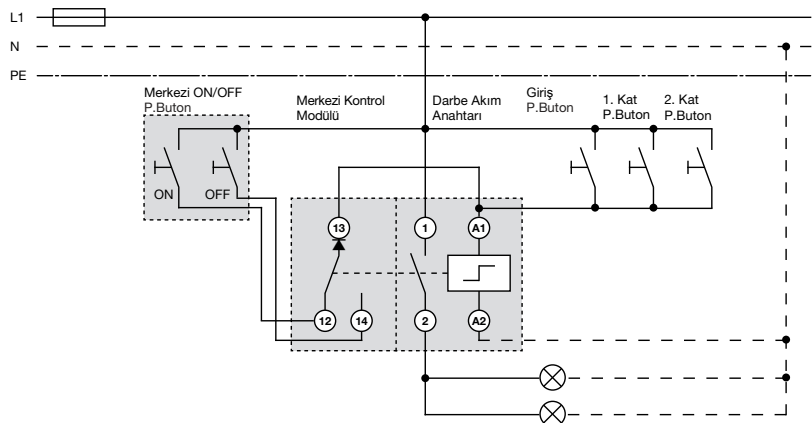 L1
N
PE
Merkezi ON/OFF
P.Buton
Merkezi Kontrol
Modülü
Darbe Akım
Anahtarı
Giriş
P.Buton
1. Kat
P.Buton
2. Kat
P.Buton
ON
OFF
13
1
A1
12
14
2
A2